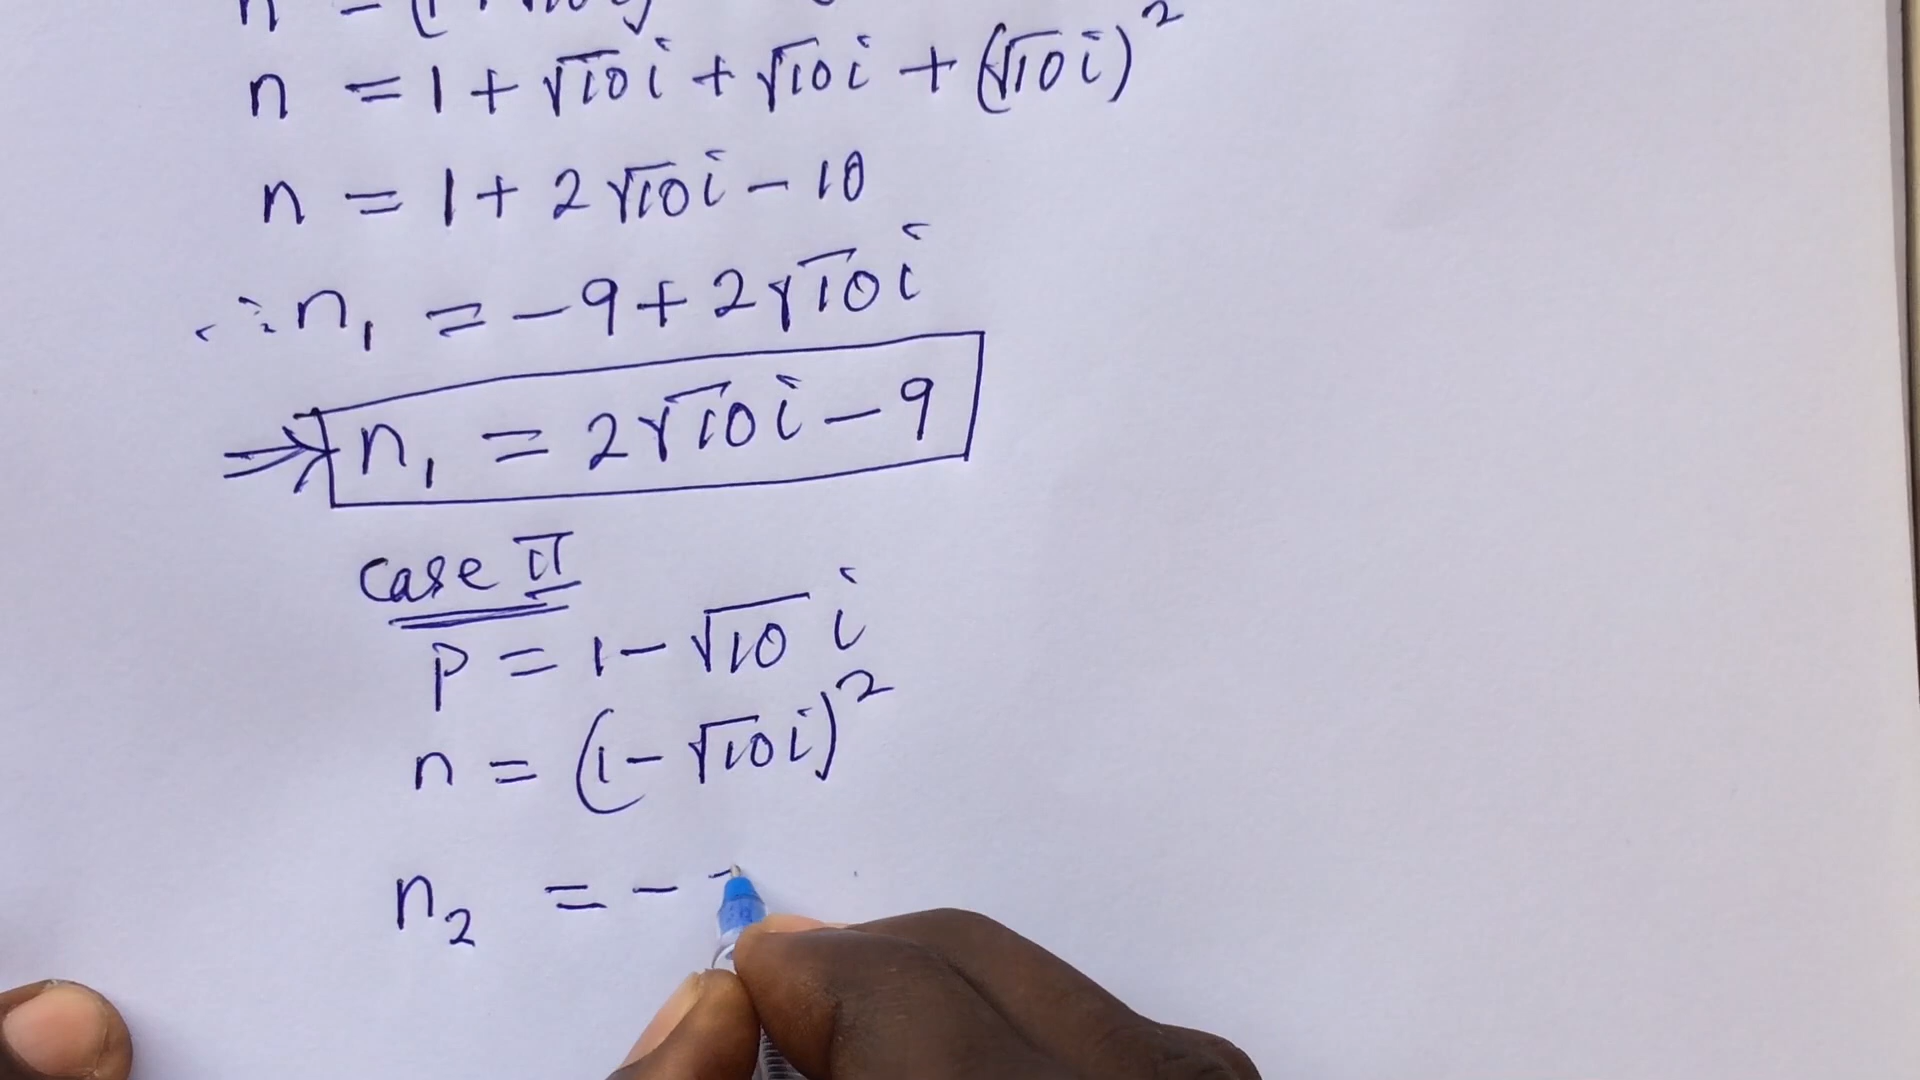 n = 1 + √10 i + √10 i + (√10 i)²
n = 1 + 2√10 i - 10
∴ n₁ = -9 + 2√10 i
⇒ n₁ = 2√10 i - 9
Case II
P = 1 - √10 i
n = (1 - √10 i)²
n₂ = -